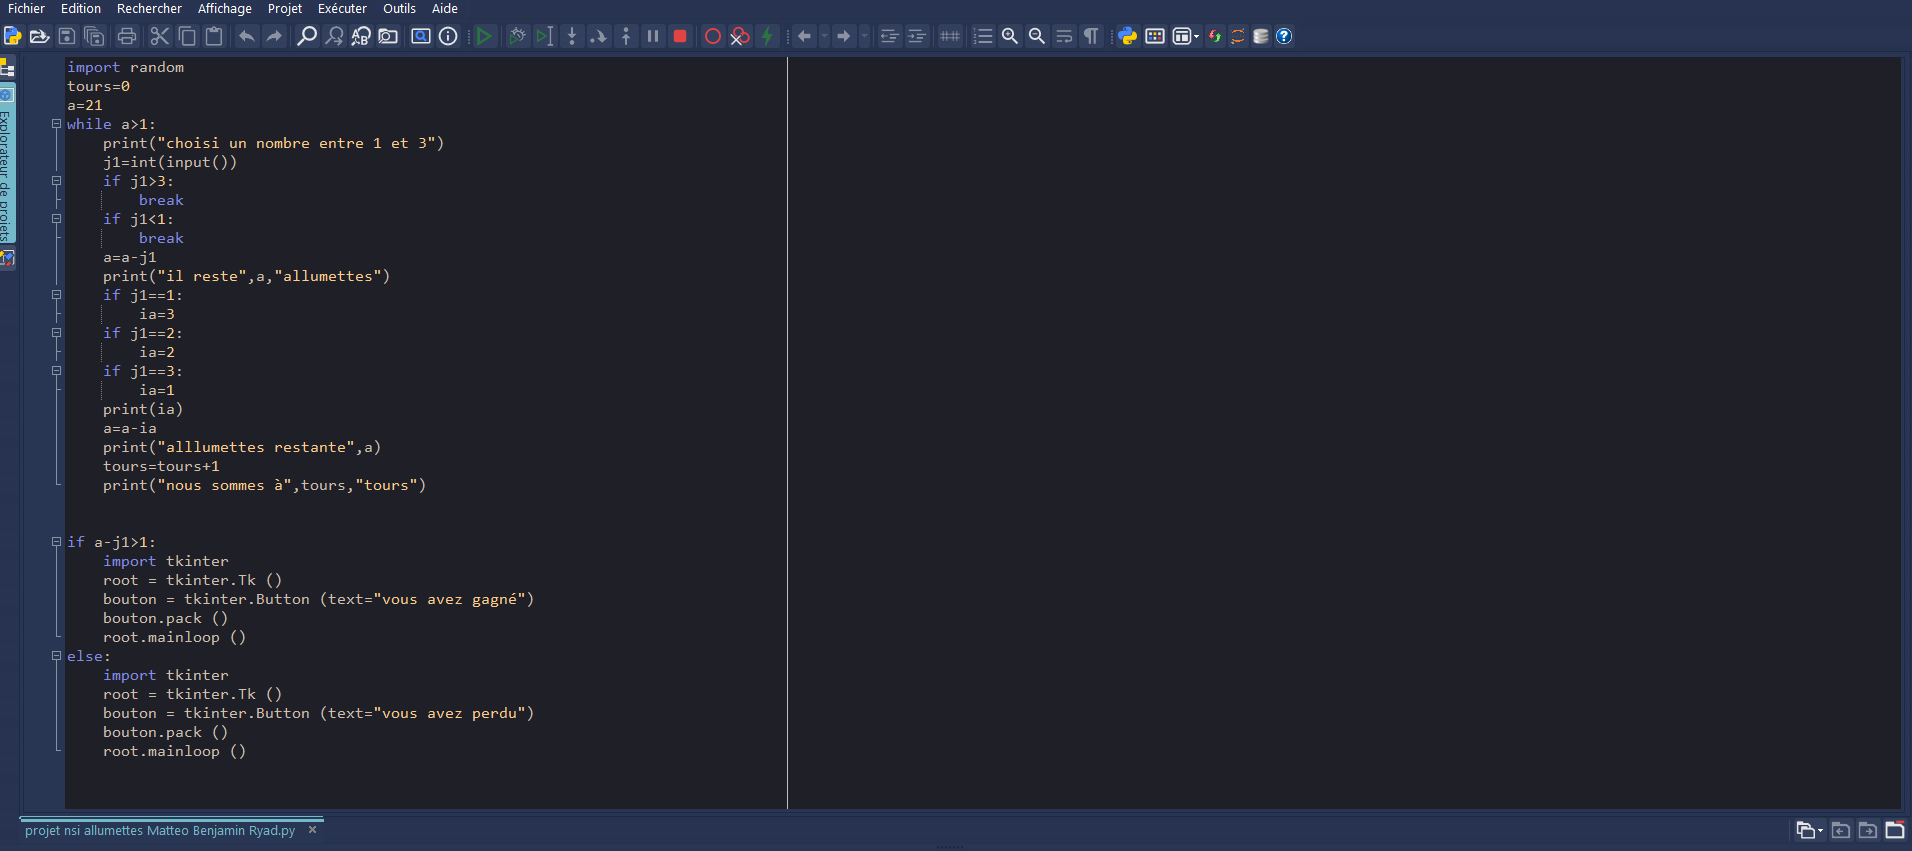 Fichier Edition Rechercher Affichage Projet Exécuter Outils Aide
Explorateur de projets
import random
tours=0
a=21
while a>1:
    print("choisi un nombre entre 1 et 3")
    j1=int(input())
    if j1>3:
        break
    if j1<1:
        break
    a=a-j1
    print("il reste",a,"allumettes")
    if j1==1:
        ia=3
    if j1==2:
        ia=2
    if j1==3:
        ia=1
    print(ia)
    a=a-ia
    print("alllumettes restante",a)
    tours=tours+1
    print("nous sommes à",tours,"tours")
if a-j1>1:
    import tkinter
    root = tkinter.Tk ()
    bouton = tkinter.Button (text="vous avez gagné")
    bouton.pack ()
    root.mainloop ()
else:
    import tkinter
    root = tkinter.Tk ()
    bouton = tkinter.Button (text="vous avez perdu")
    bouton.pack ()
    root.mainloop ()
projet nsi allumettes Matteo Benjamin Ryad.py